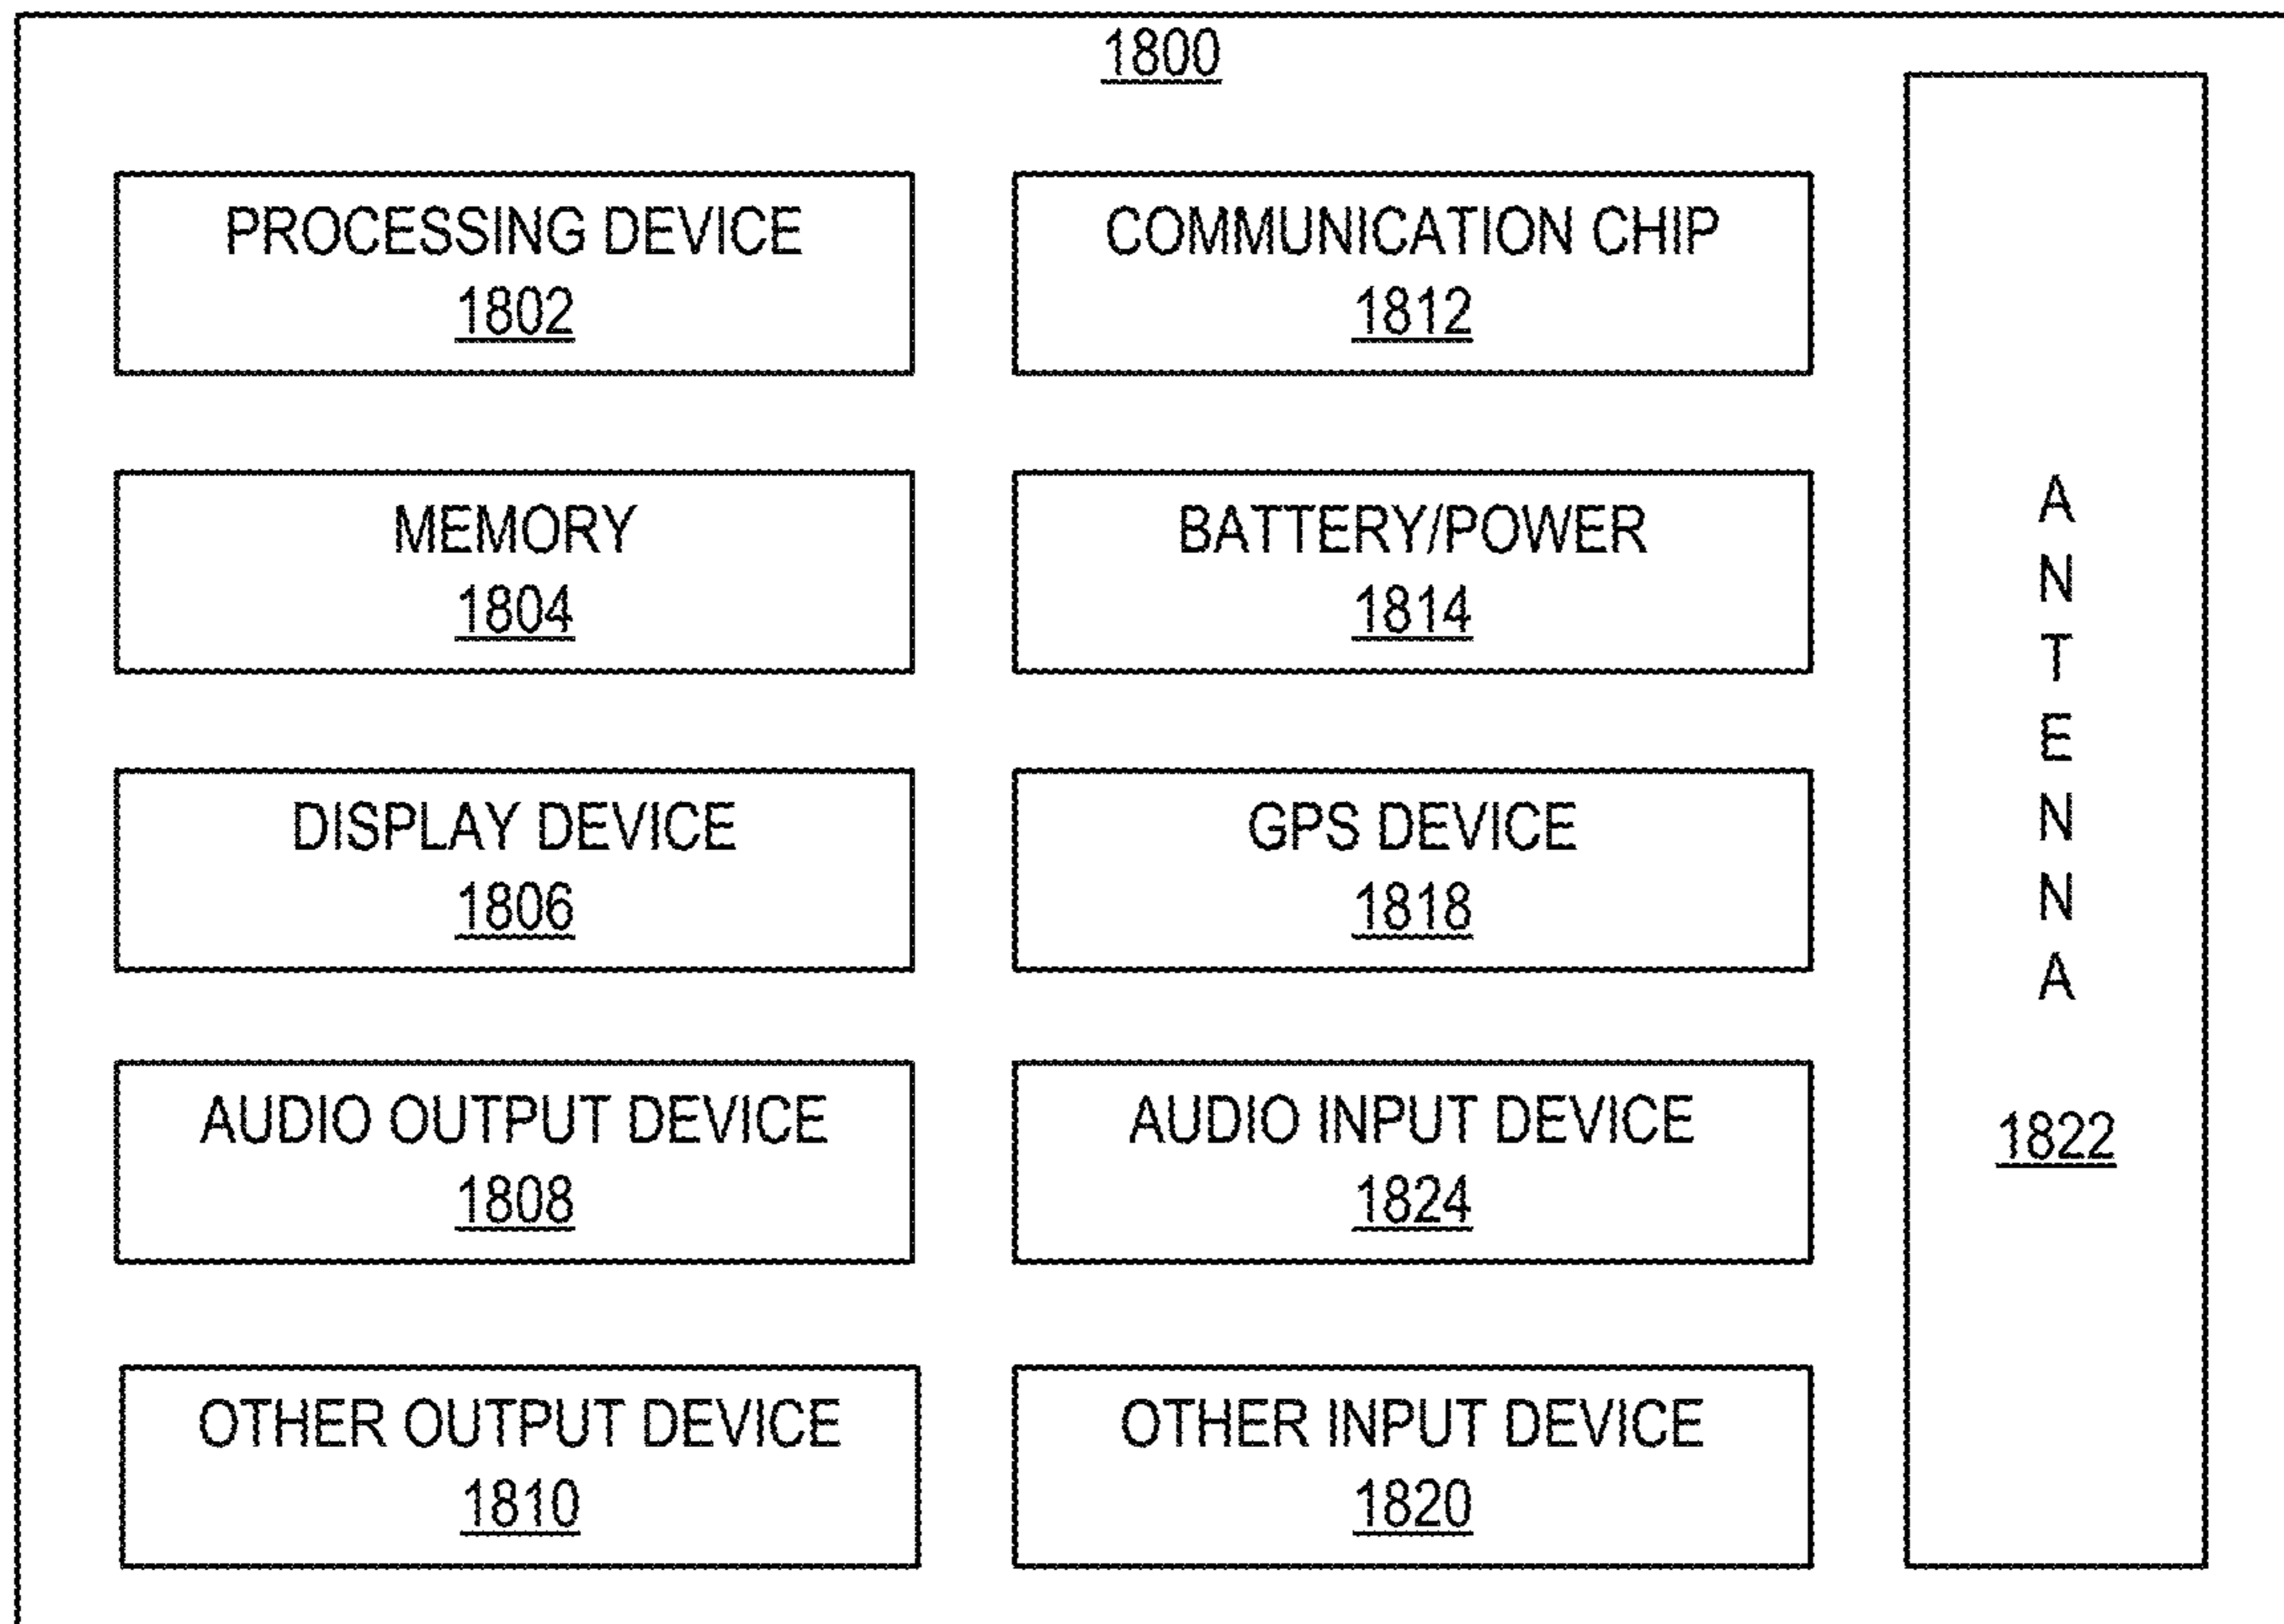 1800
PROCESSING DEVICE
1802
COMMUNICATION CHIP
1812
MEMORY
1804
BATTERY/POWER
1814
DISPLAY DEVICE
1806
GPS DEVICE
1818
AUDIO OUTPUT DEVICE
1808
AUDIO INPUT DEVICE
1824
OTHER OUTPUT DEVICE
1810
OTHER INPUT DEVICE
1820
ANTENNA
1822